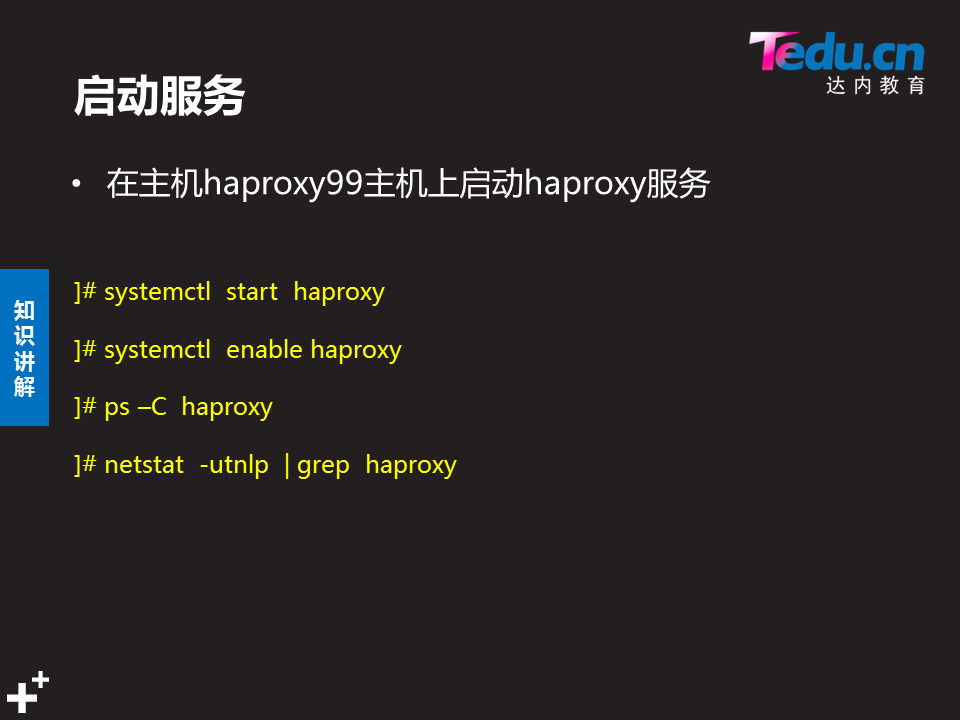 Tedu.cn
达内教育
启动服务
• 在主机haproxy99主机上启动haproxy服务
]# systemctl  start  haproxy
]# systemctl  enable haproxy
知识讲解
]# ps –C  haproxy
]# netstat  -utnlp  | grep  haproxy